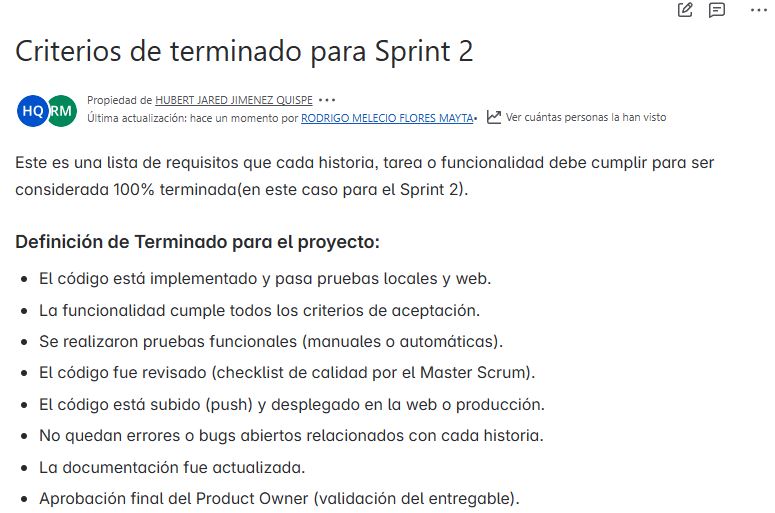 Criterios de terminado para Sprint 2
HQ RM
Propiedad de HUBERT JARED JIMENEZ QUISPE •••
Última actualización: hace un momento por RODRIGO MELECIO FLORES MAYTA• Ver cuántas personas la han visto
Este es una lista de requisitos que cada historia, tarea o funcionalidad debe cumplir para ser
considerada 100% terminada(en este caso para el Sprint 2).
Definición de Terminado para el proyecto:
• El código está implementado y pasa pruebas locales y web.
• La funcionalidad cumple todos los criterios de aceptación.
• Se realizaron pruebas funcionales (manuales o automáticas).
• El código fue revisado (checklist de calidad por el Master Scrum).
• El código está subido (push) y desplegado en la web o producción.
• No quedan errores o bugs abiertos relacionados con cada historia.
• La documentación fue actualizada.
• Aprobación final del Product Owner (validación del entregable).